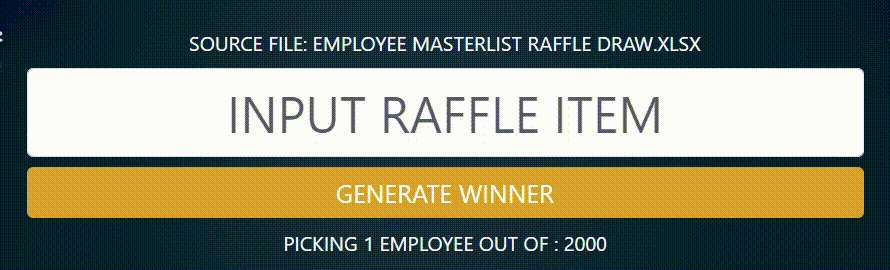 SOURCE FILE: EMPLOYEE MASTERLIST RAFFLE DRAW.XLSX
INPUT RAFFLE ITEM
GENERATE WINNER
PICKING 1 EMPLOYEE OUT OF : 2000